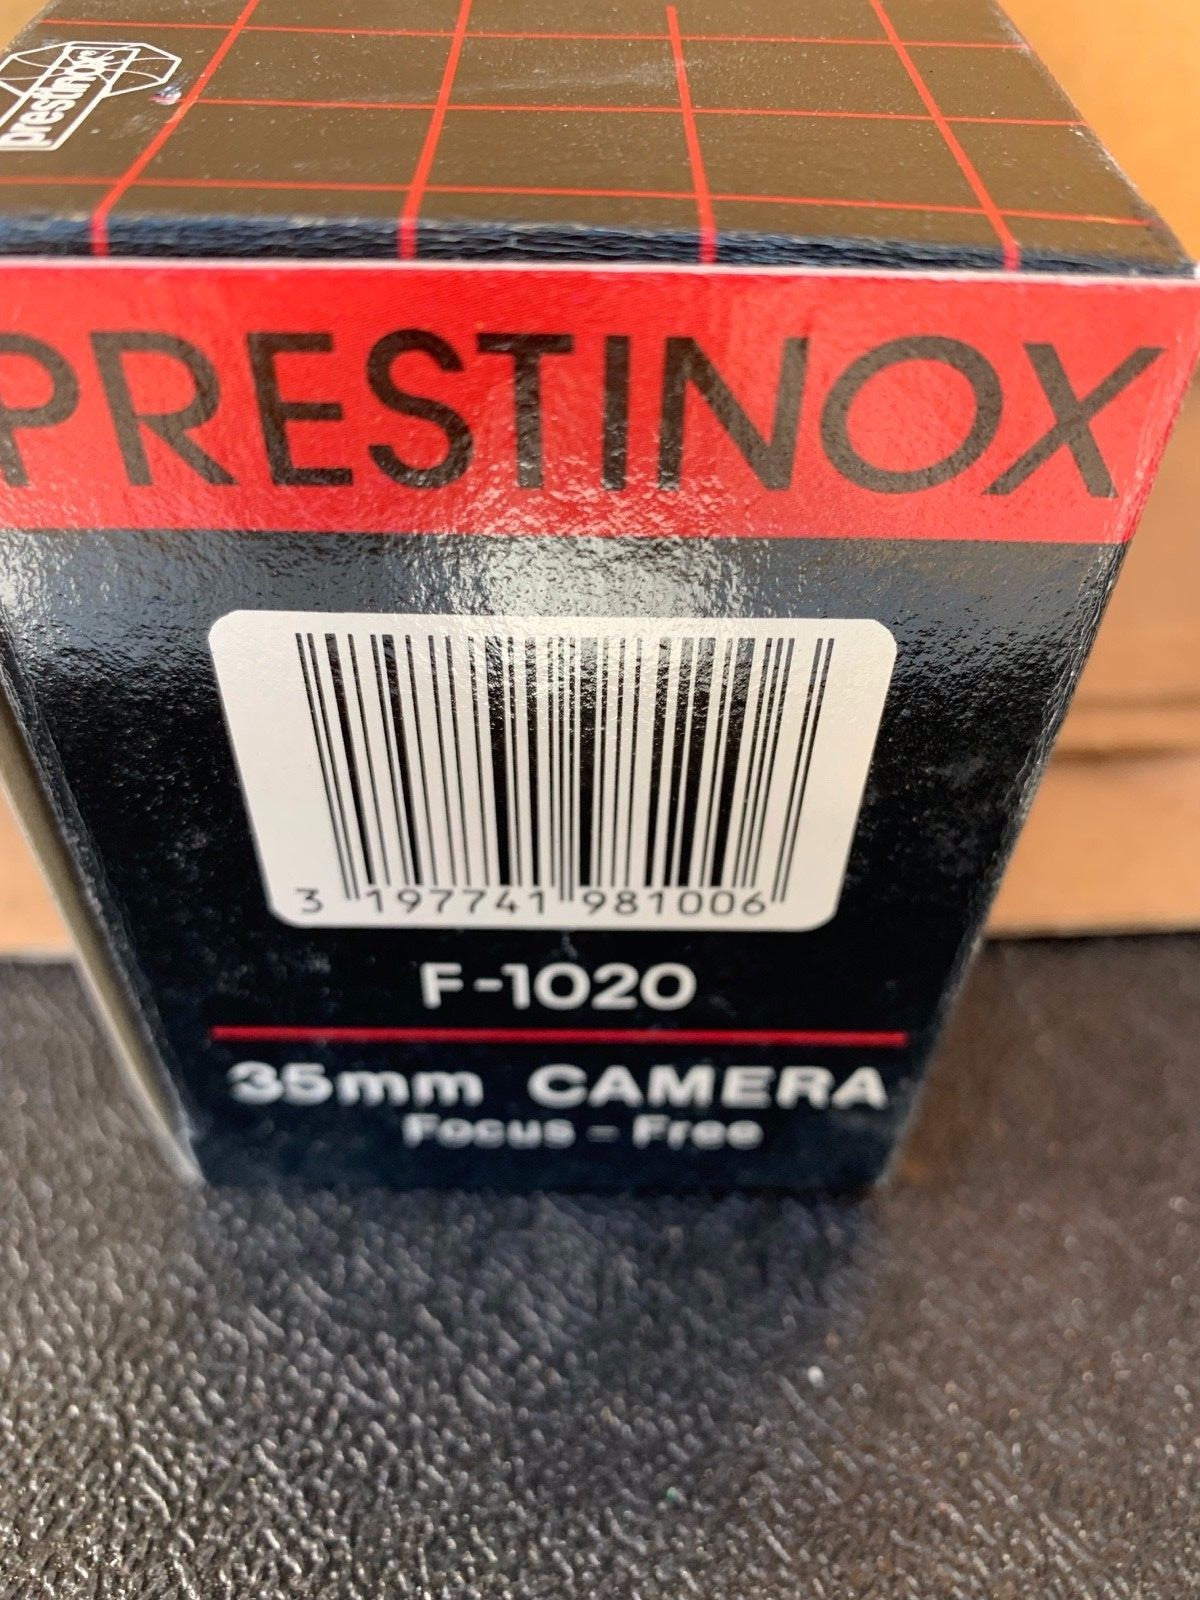 prestinox®
PRESTINOX
3 197741 981006
F-1020
35mm CAMERA
Focus - Free